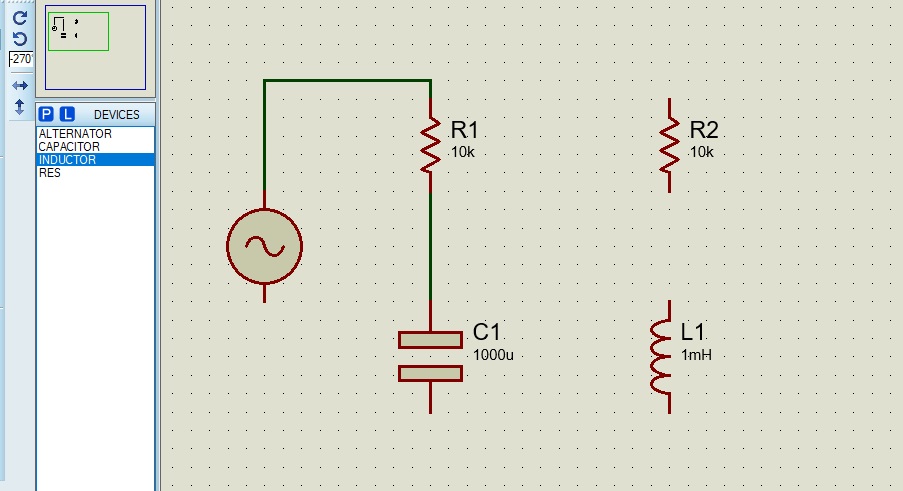 -270°
P L DEVICES
ALTERNATOR
CAPACITOR
INDUCTOR
RES
R1
10k
R2
10k
C1
1000u
L1
1mH